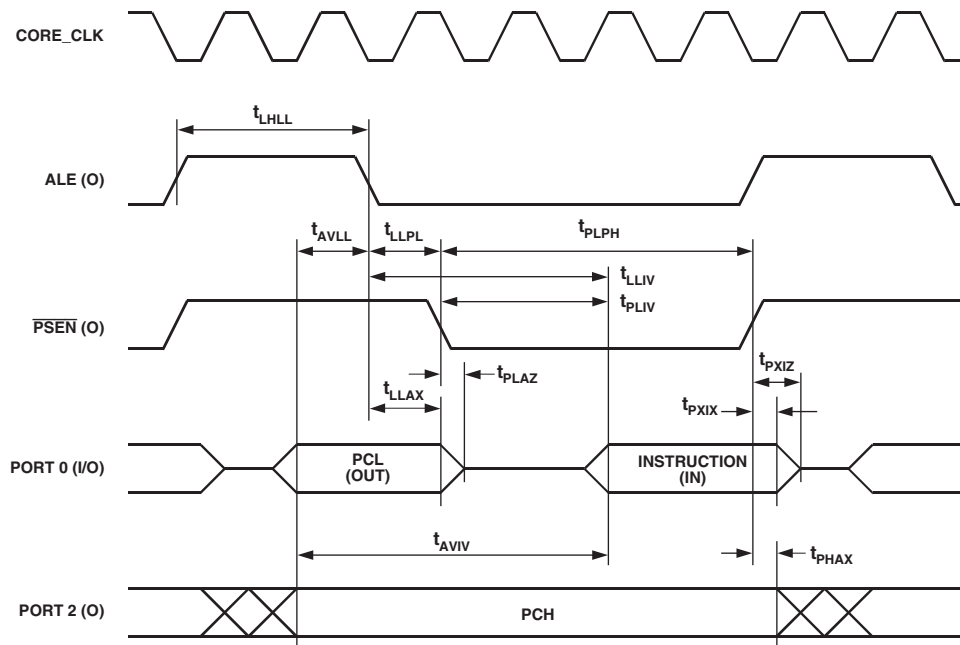 CORE_CLK
tLHLL
ALE (O)
tAVLL
tLLPL
tPLPH
tLLIV
tPLIV
PSEN (O)
tPXIZ
tPLAZ
tLLAX
tPXIX
PORT 0 (I/O)
PCL
(OUT)
INSTRUCTION
(IN)
tAVIV
tPHAX
PORT 2 (O)
PCH